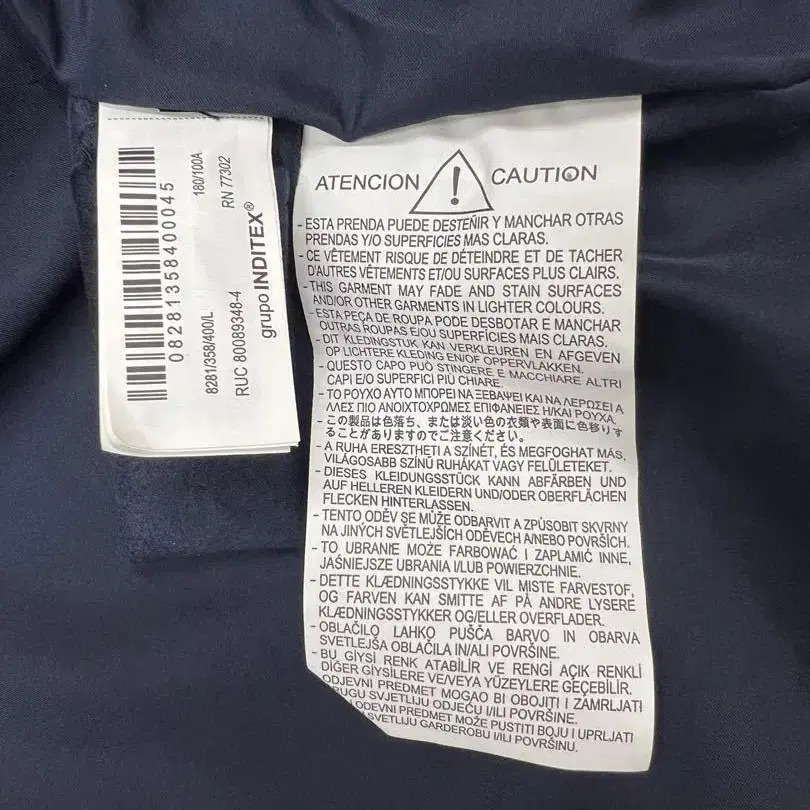 08281358400045
8281/358/400/L
180/100A
RUC 80089348-4
RN 77302
grupo INDITEX®
ATENCION ! CAUTION
- ESTA PRENDA PUEDE DESTEÑIR Y MANCHAR OTRAS
PRENDAS Y/O SUPERFICIES MAS CLARAS.
- CE VÊTEMENT RISQUE DE DÉTEINDRE ET DE TACHER
D'AUTRES VÊTEMENTS ET/OU SURFACES PLUS CLAIRS.
- THIS GARMENT MAY FADE AND STAIN SURFACES
AND/OR OTHER GARMENTS IN LIGHTER COLOURS.
- ESTA PEÇA DE ROUPA PODE DESBOTAR E MANCHAR
OUTRAS ROUPAS E/OU SUPERFÍCIES MAIS CLARAS.
- DIT KLEDINGSTUK KAN VERKLEUREN EN AFGEVEN
OP LICHTERE KLEDING EN/OF OPPERVLAKKEN.
- QUESTO CAPO PUÒ STINGERE E MACCHIARE ALTRI
CAPI E/O SUPERFICI PIÙ CHIARE.
- ΤΟ ΡΟΥΧΟ ΑΥΤΟ ΜΠΟΡΕΙ ΝΑ ΞΕΒΑΨΕΙ ΚΑΙ ΝΑ ΛΕΡΩΣΕΙ Α
ΛΛΕΣ ΠΙΟ ΑΝΟΙΧΤΟΧΡΩΜΕΣ ΕΠΙΦΑΝΕΙΕΣ Η/ΚΑΙ ΡΟΥΧΑ.
- この製品は色落ち、または淡い色の衣類や表面に色移りす
ることがありますのでご注意ください。
- A RUHA ERESZTHETI A SZÍNÉT, ÉS MEGFOGHAT MÁS,
VILÁGOSABB SZÍNŰ RUHÁKAT VAGY FELÜLETEKET.
- DIESES KLEIDUNGSSTÜCK KANN ABFÄRBEN UND
AUF HELLEREN KLEIDERN UND/ODER OBERFLÄCHEN
FLECKEN HINTERLASSEN.
- TENTO ODĚV SE MŮŽE ODBARVIT A ZPŮSOBIT SKVRNY
NA JINÝCH SVĚTLEJŠÍCH ODĚVECH A/NEBO POVRŠÍCH.
- TO UBRANIE MOŻE FARBOWAĆ I ZAPLAMIĆ INNE,
JAŚNIEJSZE UBRANIA I/LUB POWIERZCHNIE.
- DETTE KLÆDNINGSSTYKKE VIL MISTE FARVESTOF,
OG FARVEN KAN SMITTE AF PÅ ANDRE LYSERE
KLÆDNINGSSTYKKER OG/ELLER OVERFLADER.
- OBLAČILO LAHKO PUŠČA BARVO IN OBARVA
SVETLEJŠA OBLAČILA IN/ALI POVRŠINE.
- BU GİYSİ RENK ATABİLİR VE RENGİ AÇIK RENKLİ
DİĞER GİYSİLERE VE/VEYA YÜZEYLERE GEÇEBİLİR.
ODJEVNI PREDMET MOGAO BI OBOJITI I ZAMRLJATI
RUGU SVJETLIJU ODJEĆU I/ILI POVRŠINE.
ODEVNI PREDMET MOŽE PUSTITI BOJU I UPRLJATI
SVETLIJU GARDEROBU I/ILI POVRŠINU.